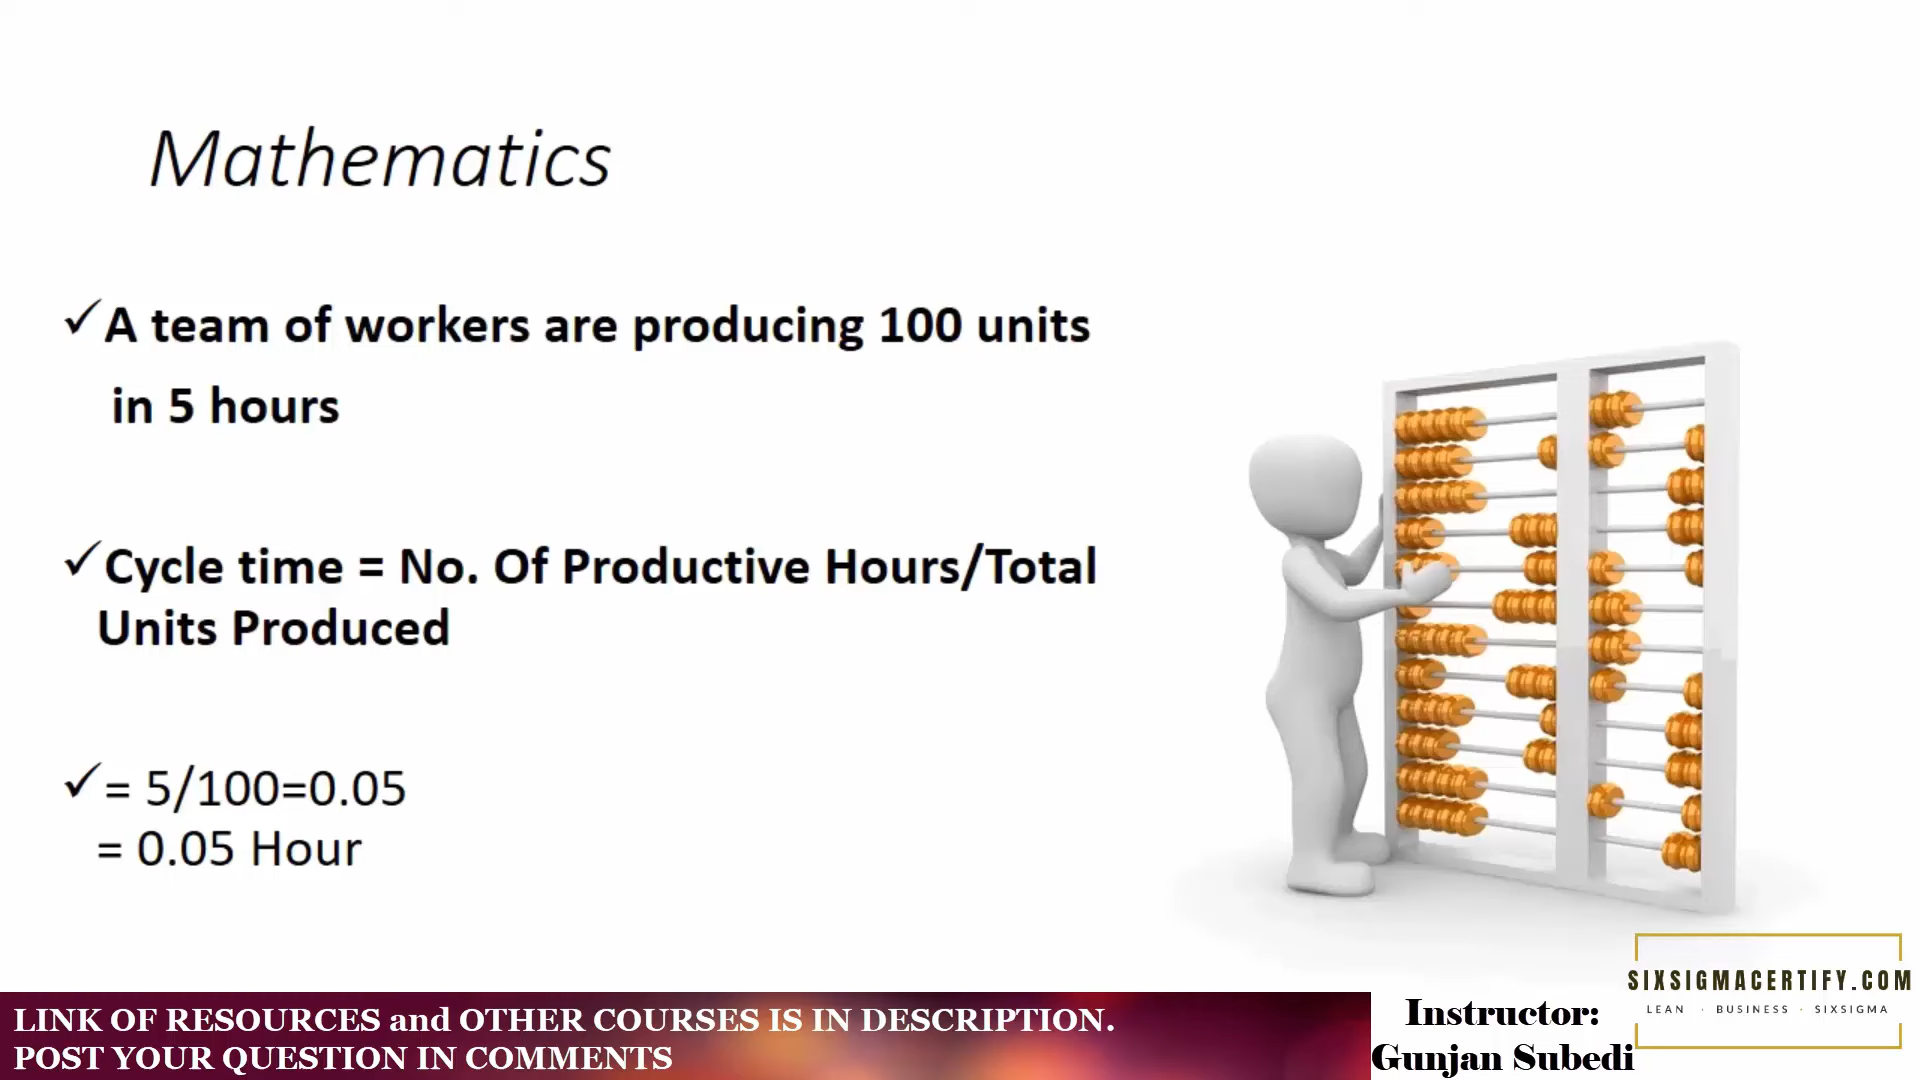 Mathematics
✓A team of workers are producing 100 units
in 5 hours
✓Cycle time = No. Of Productive Hours/Total
Units Produced
✓= 5/100=0.05
= 0.05 Hour
SIXSIGMACERTIFY.COM
LEAN · BUSINESS · SIXSIGMA
LINK OF RESOURCES and OTHER COURSES IS IN DESCRIPTION.
POST YOUR QUESTION IN COMMENTS
Instructor:
Gunjan Subedi